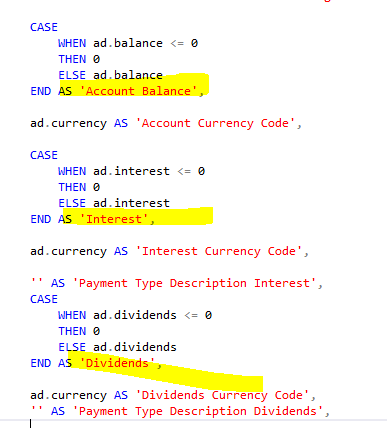 CASE
WHEN ad.balance <= 0
THEN 0
ELSE ad.balance
END AS 'Account Balance',
ad.currency AS 'Account Currency Code',
CASE
WHEN ad.interest <= 0
THEN 0
ELSE ad.interest
END AS 'Interest',
ad.currency AS 'Interest Currency Code',
'' AS 'Payment Type Description Interest',
CASE
WHEN ad.dividends <= 0
THEN 0
ELSE ad.dividends
END AS 'Dividends',
ad.currency AS 'Dividends Currency Code',
'' AS 'Payment Type Description Dividends',